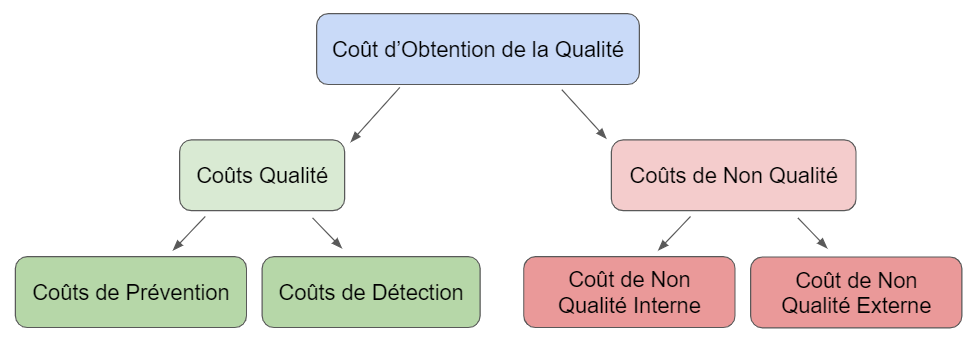 Coût d’Obtention de la Qualité
Coûts Qualité
Coûts de Non Qualité
Coûts de Prévention
Coûts de Détection
Coût de Non
Qualité Interne
Coût de Non
Qualité Externe